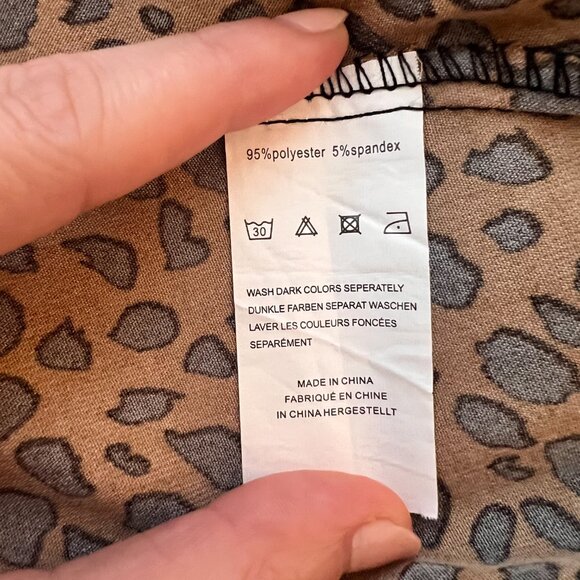 95%polyester 5%spandex
30
WASH DARK COLORS SEPERATELY
DUNKLE FARBEN SEPARAT WASCHEN
LAVER LES COULEURS FONCÉES
SEPARÉMENT
MADE IN CHINA
FABRIQUÉ EN CHINE
IN CHINA HERGESTELLT